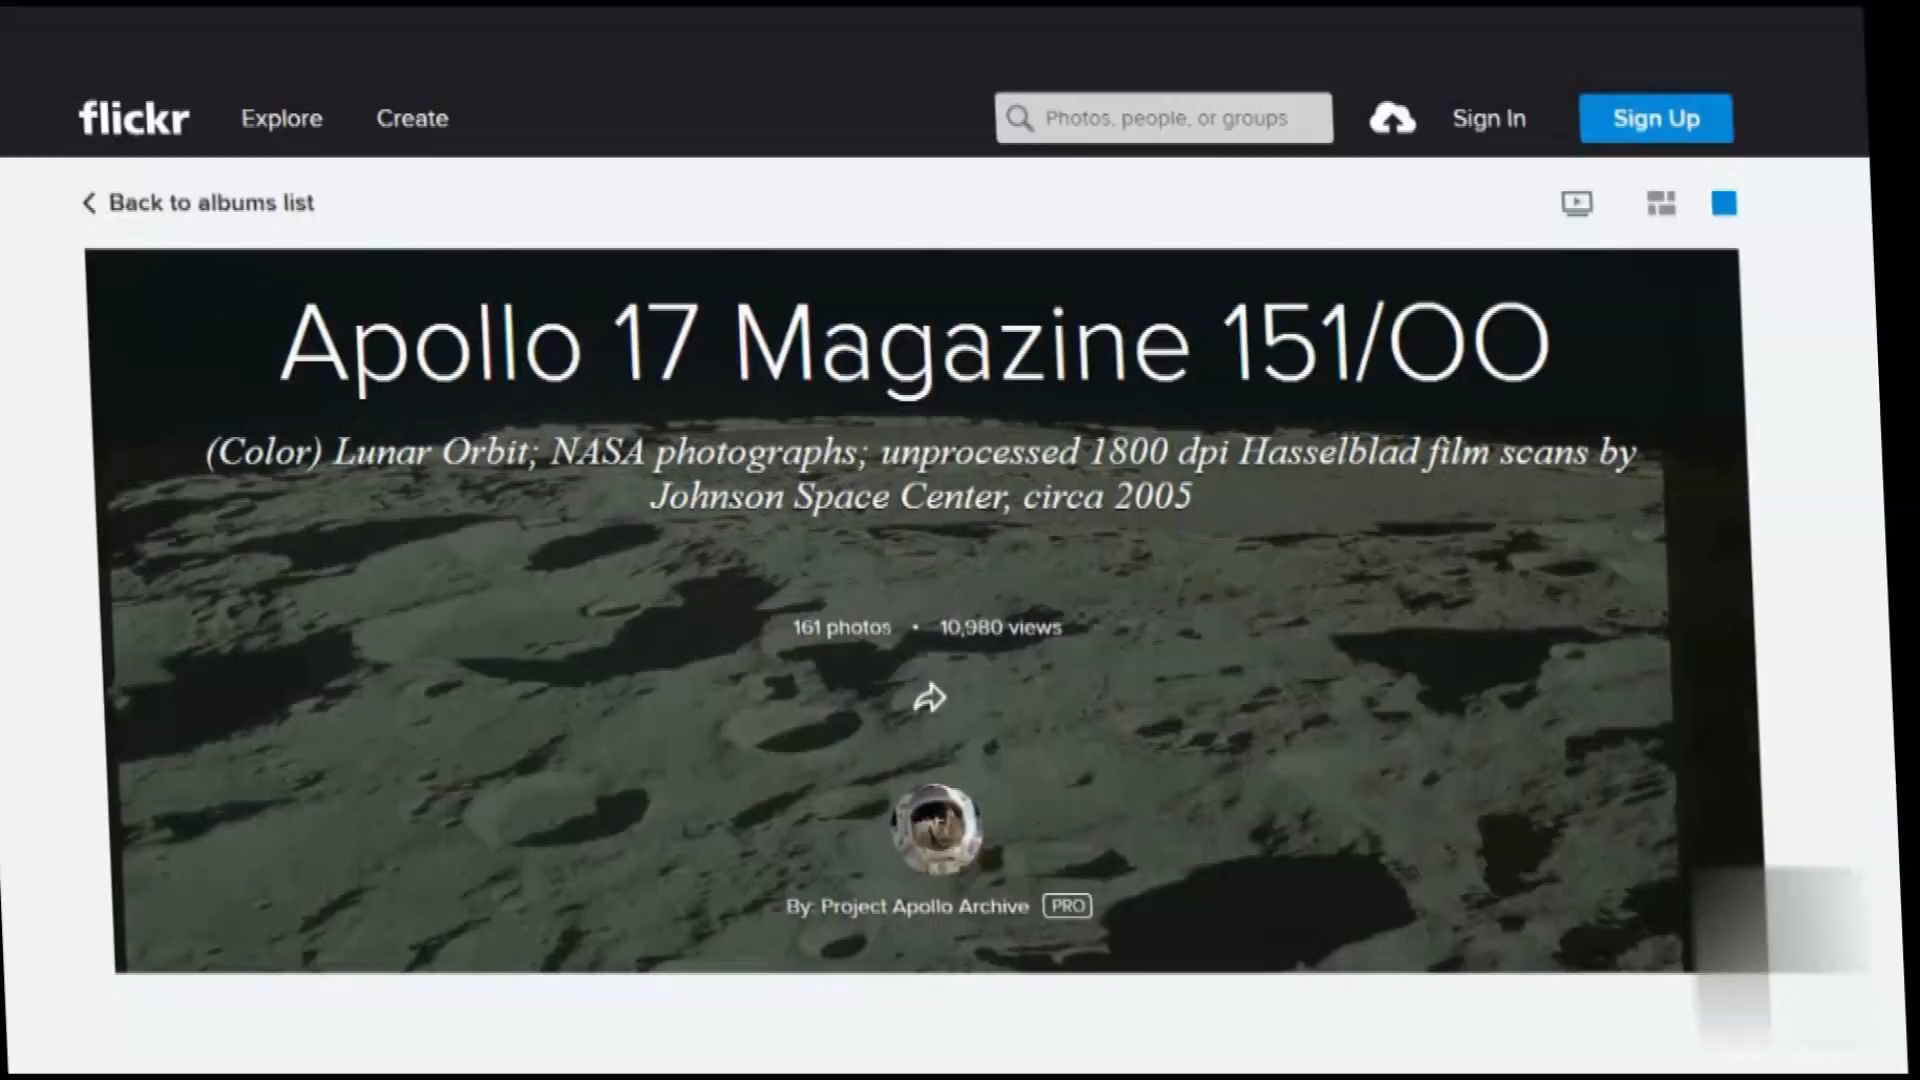 flickr Explore Create Photos, people, or groups Sign In Sign Up
Back to albums list
Apollo 17 Magazine 151/OO
(Color) Lunar Orbit; NASA photographs; unprocessed 1800 dpi Hasselblad film scans by
Johnson Space Center, circa 2005
161 photos • 10,980 views
By: Project Apollo Archive PRO